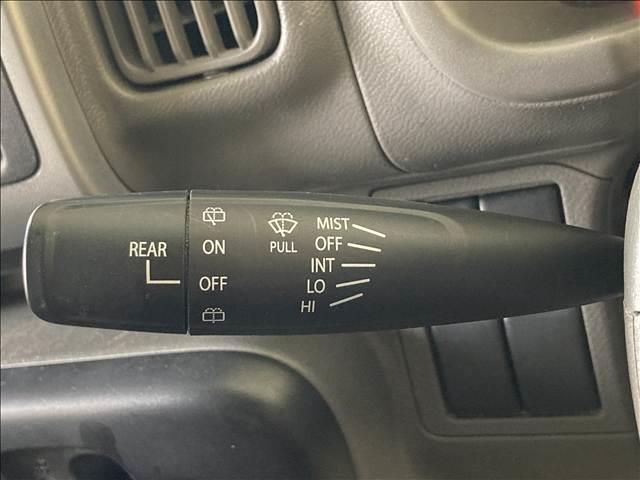 REAR
ON
OFF
PULL
MIST
OFF
INT
LO
HI